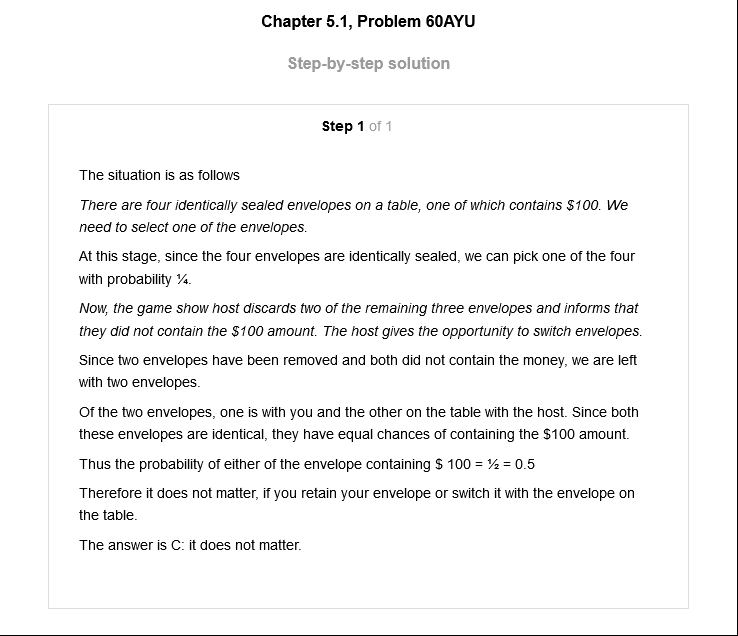 Chapter 5.1, Problem 60AYU
Step-by-step solution
Step 1 of 1
The situation is as follows
There are four identically sealed envelopes on a table, one of which contains $100. We
need to select one of the envelopes.
At this stage, since the four envelopes are identically sealed, we can pick one of the four
with probability ¼.
Now, the game show host discards two of the remaining three envelopes and informs that
they did not contain the $100 amount. The host gives the opportunity to switch envelopes.
Since two envelopes have been removed and both did not contain the money, we are left
with two envelopes.
Of the two envelopes, one is with you and the other on the table with the host. Since both
these envelopes are identical, they have equal chances of containing the $100 amount.
Thus the probability of either of the envelope containing $ 100 = ½ = 0.5
Therefore it does not matter, if you retain your envelope or switch it with the envelope on
the table.
The answer is C: it does not matter.